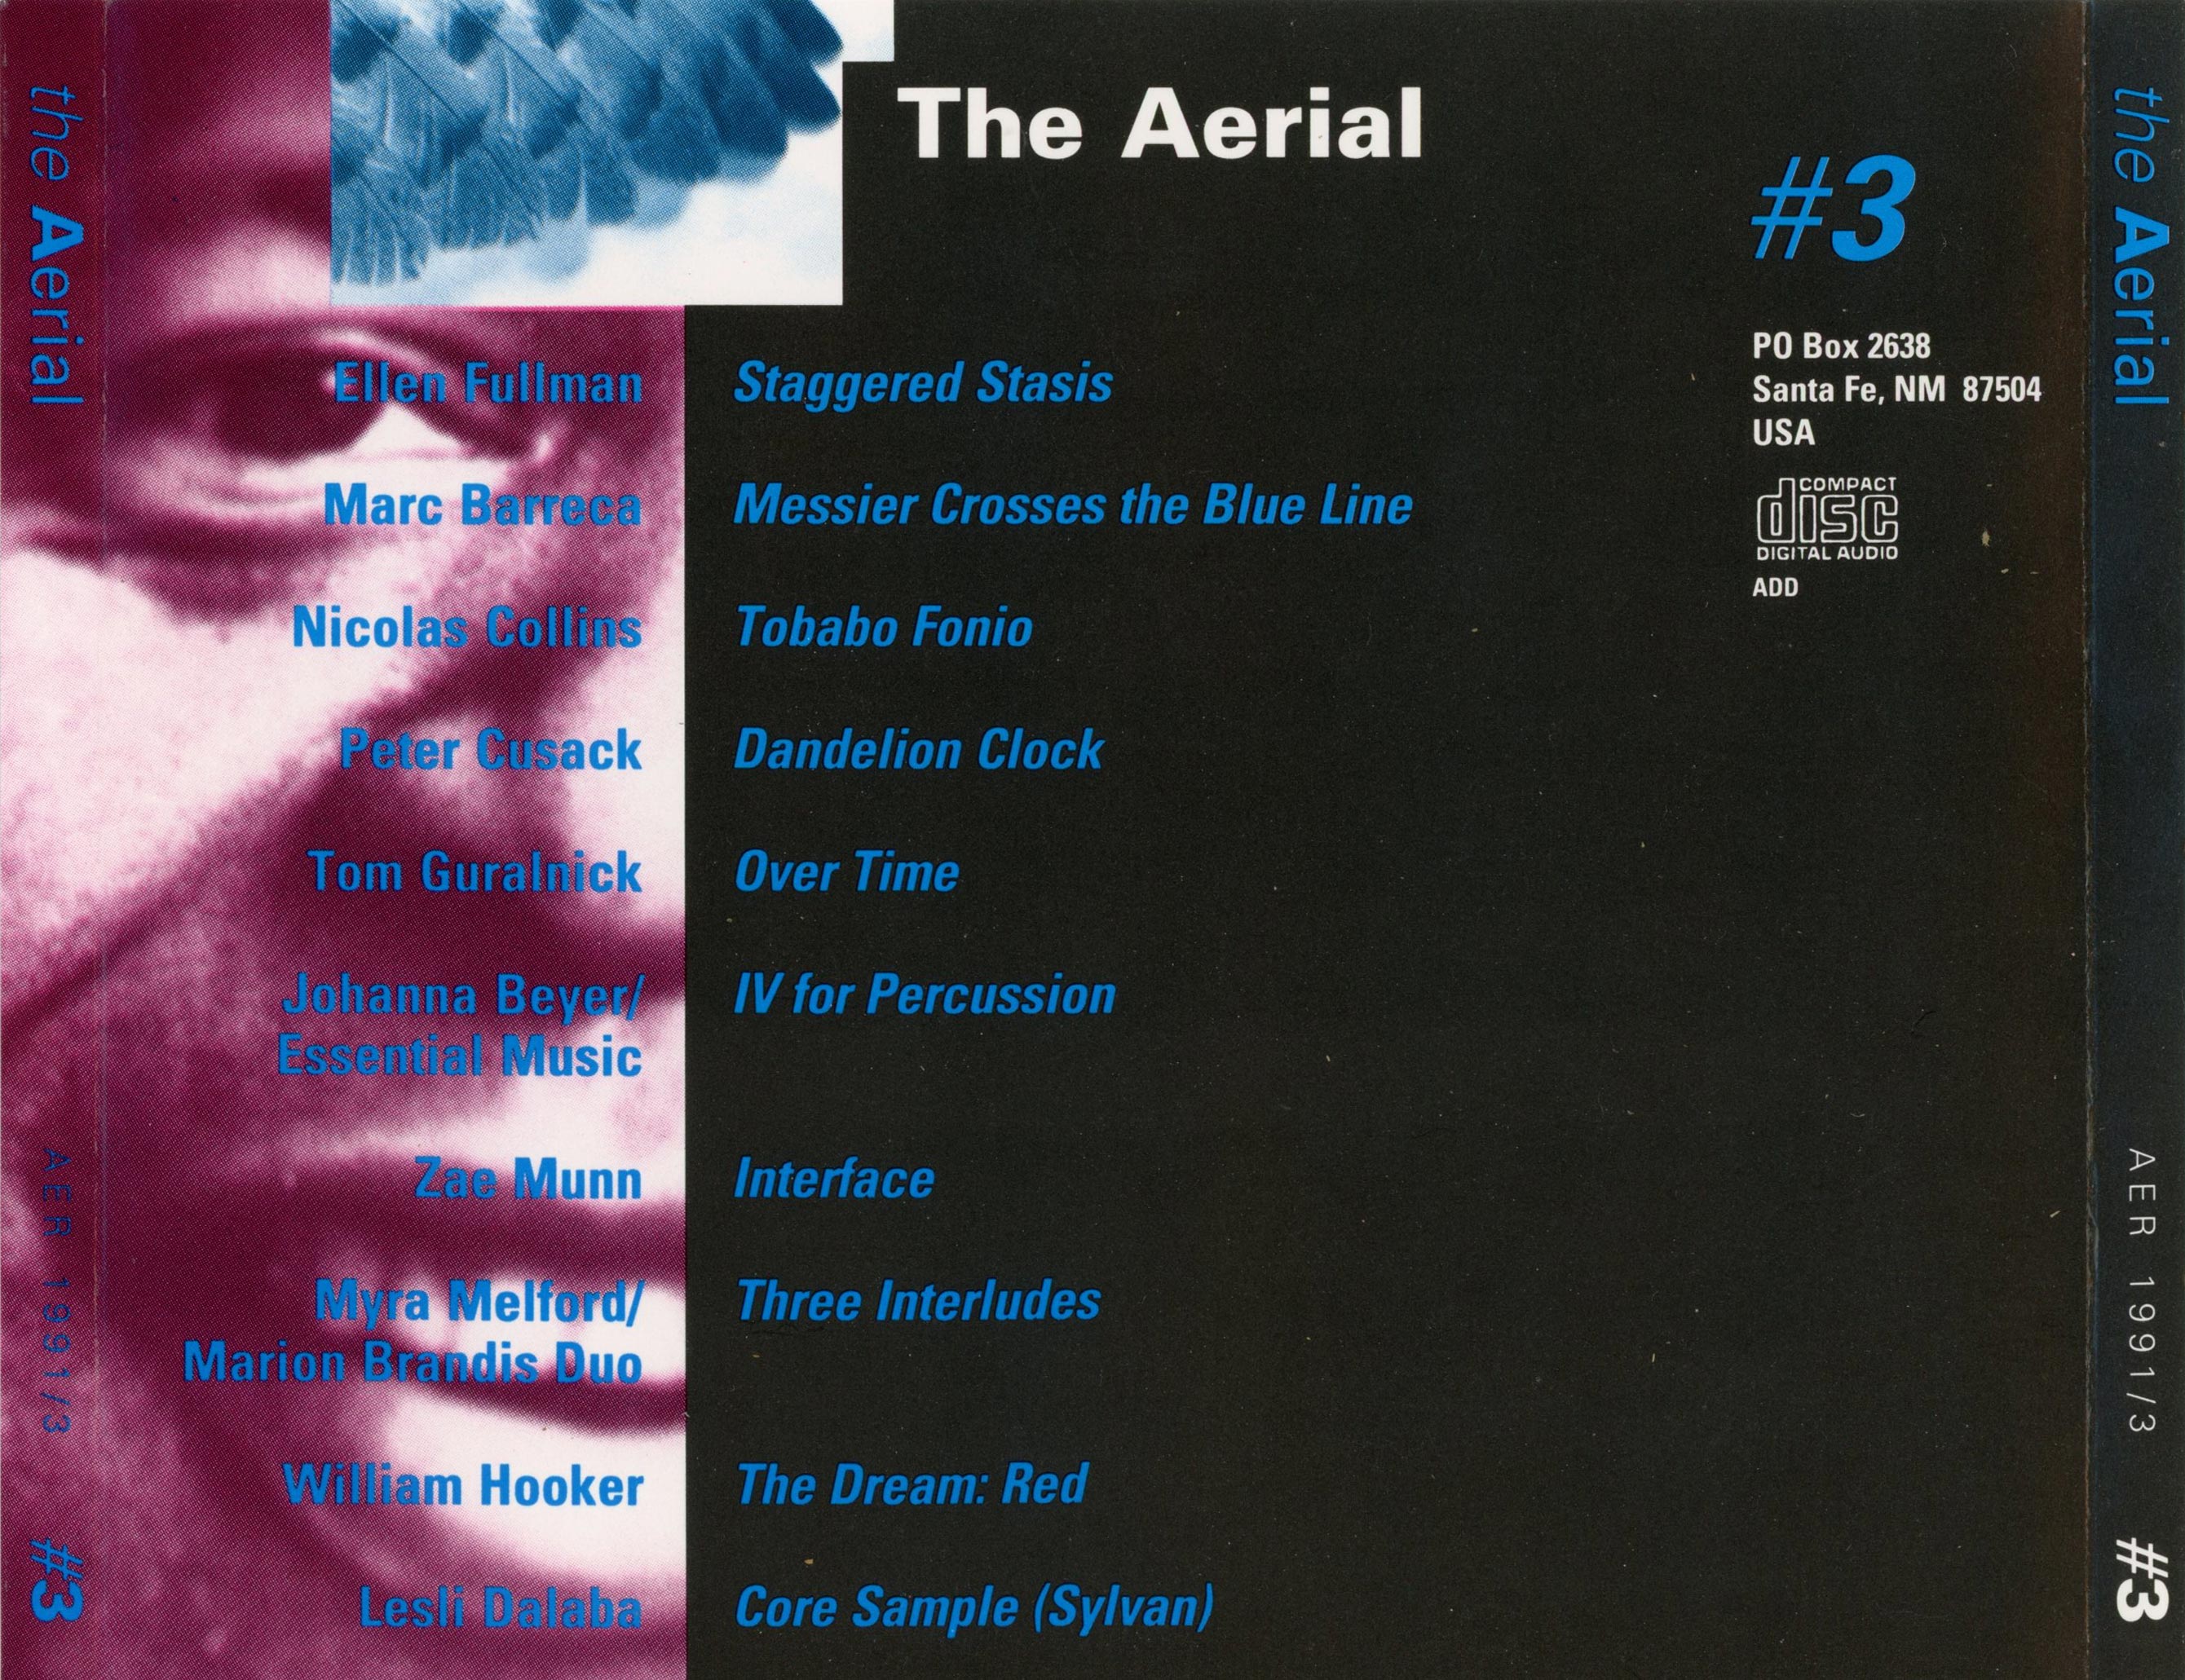 the Aerial
AER 1991/3
#3
The Aerial
#3
PO Box 2638
Santa Fe, NM 87504
USA
COMPACT
disc
DIGITAL AUDIO
ADD
Ellen Fullman Staggered Stasis
Marc Barreca Messier Crosses the Blue Line
Nicolas Collins Tobabo Fonio
Peter Cusack Dandelion Clock
Tom Guralnick Over Time
Johanna Beyer/ IV for Percussion
Essential Music
Zae Munn Interface
Myra Melford/ Three Interludes
Marion Brandis Duo
William Hooker The Dream: Red
Lesli Dalaba Core Sample (Sylvan)
the Aerial
AER 1991/3
#3